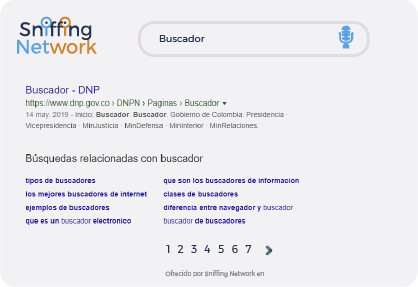 Sniffing
Network
Buscador
Buscador - DNP
https://www.dnp.gov.co › DNPN › Paginas › Buscador
14 may. 2019 - Inicio; Buscador. Buscador. Gobierno de Colombia. Presidencia ·
Vicepresidencia · MinJusticia · MinDefensa · MinInterior · MinRelaciones.
Búsquedas relacionadas con buscador
tipos de buscadores
que son los buscadores de informacion
los mejores buscadores de internet
clases de buscadores
ejemplos de buscadores
diferencia entre navegador y buscador
que es un buscador electronico
buscador de buscadores
1 2 3 4 5 6 7
Ofrecido por Sniffing Network en